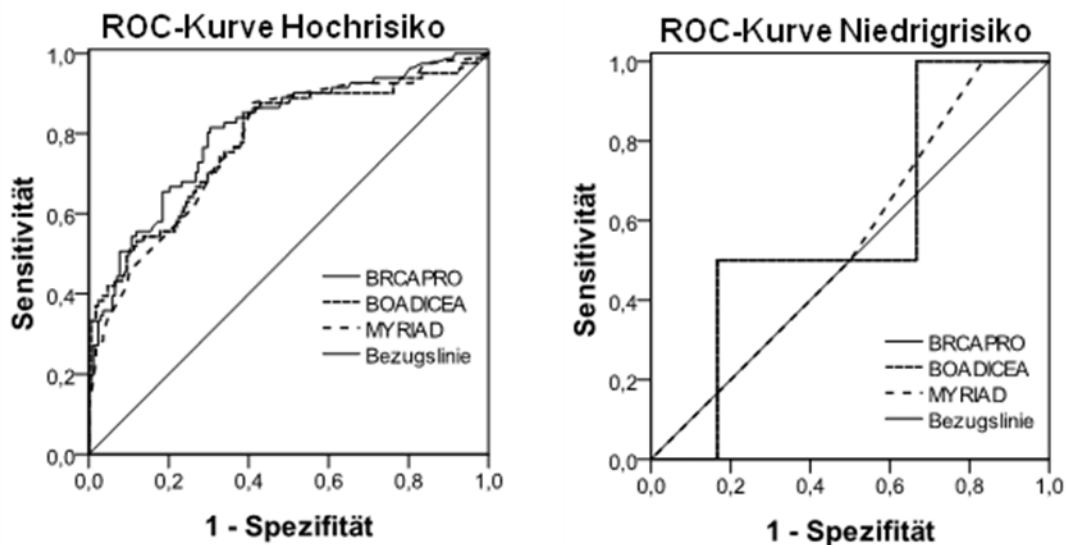 ROC-Kurve Hochrisiko
1,0
0,8
0,6
0,4
0,2
0,0
Sensitivität
BRCAPRO
BOADICEA
MYRIAD
Bezugslinie
0,0 0,2 0,4 0,6 0,8 1,0
1 - Spezifität
ROC-Kurve Niedrigrisiko
1,0
0,8
0,6
0,4
0,2
0,0
Sensitivität
BRCAPRO
BOADICEA
MYRIAD
Bezugslinie
0,0 0,2 0,4 0,6 0,8 1,0
1 - Spezifität